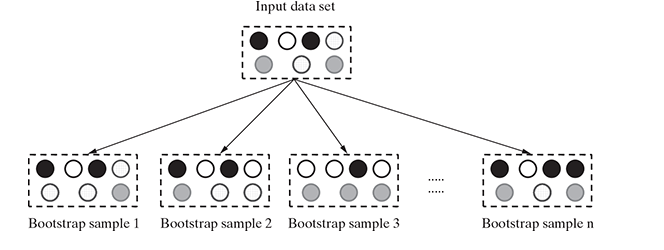 Input data set
.....
.....
Bootstrap sample 1
Bootstrap sample 2
Bootstrap sample 3
Bootstrap sample n